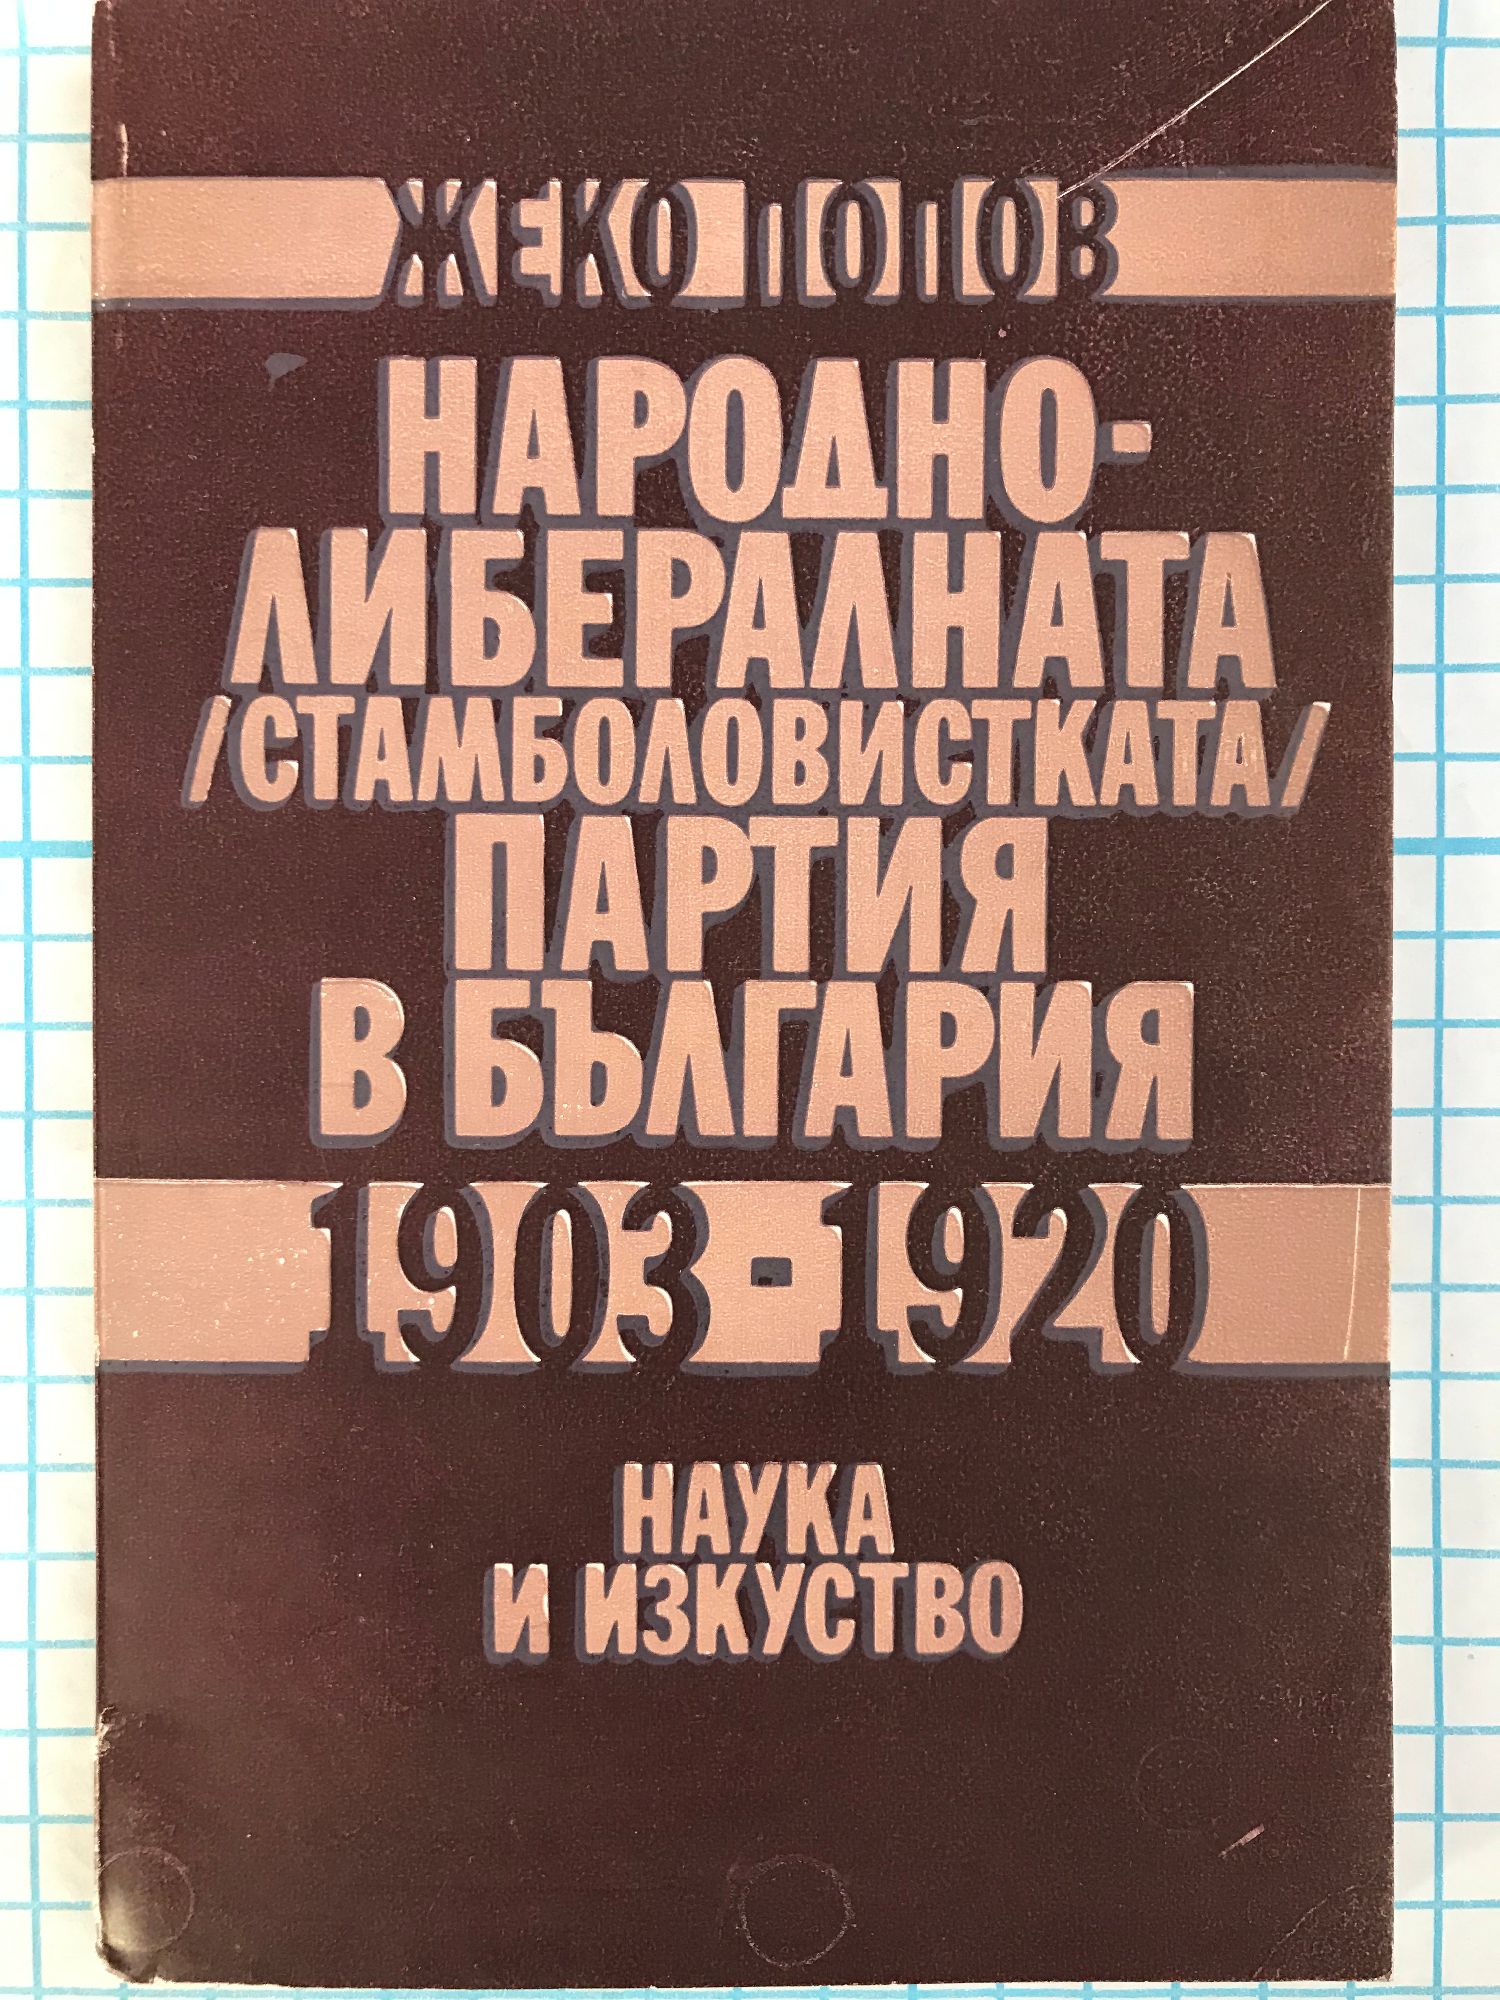 ЖЕКО ПОПОВ
НАРОДНО-
ЛИБЕРАЛНАТА
/СТАМБОЛОВИСТКАТА/
ПАРТИЯ
В БЪЛГАРИЯ
1903-1920
НАУКА
И ИЗКУСТВО